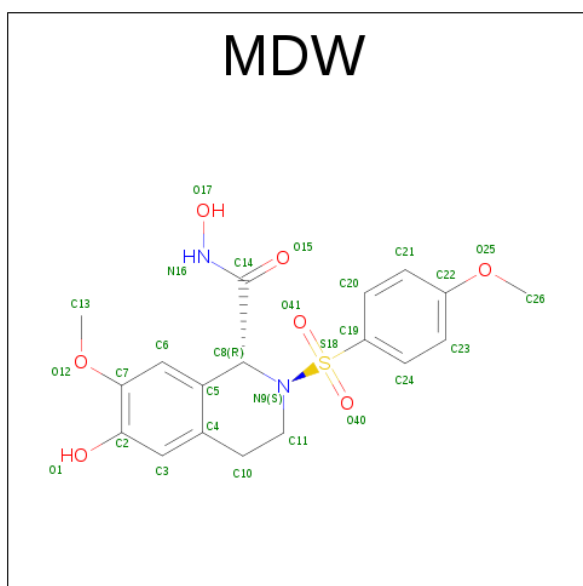 MDW
O17
OH
HN
N16
C14
O
O15
C21
O25
O
C22
C20
C26
C13
O41
O
C19
S18
S
C6
C8(R)
C23
O
O12
C7
C5
N
N9(S)
C24
O
O40
C2
C4
C11
HO
O1
C3
C10